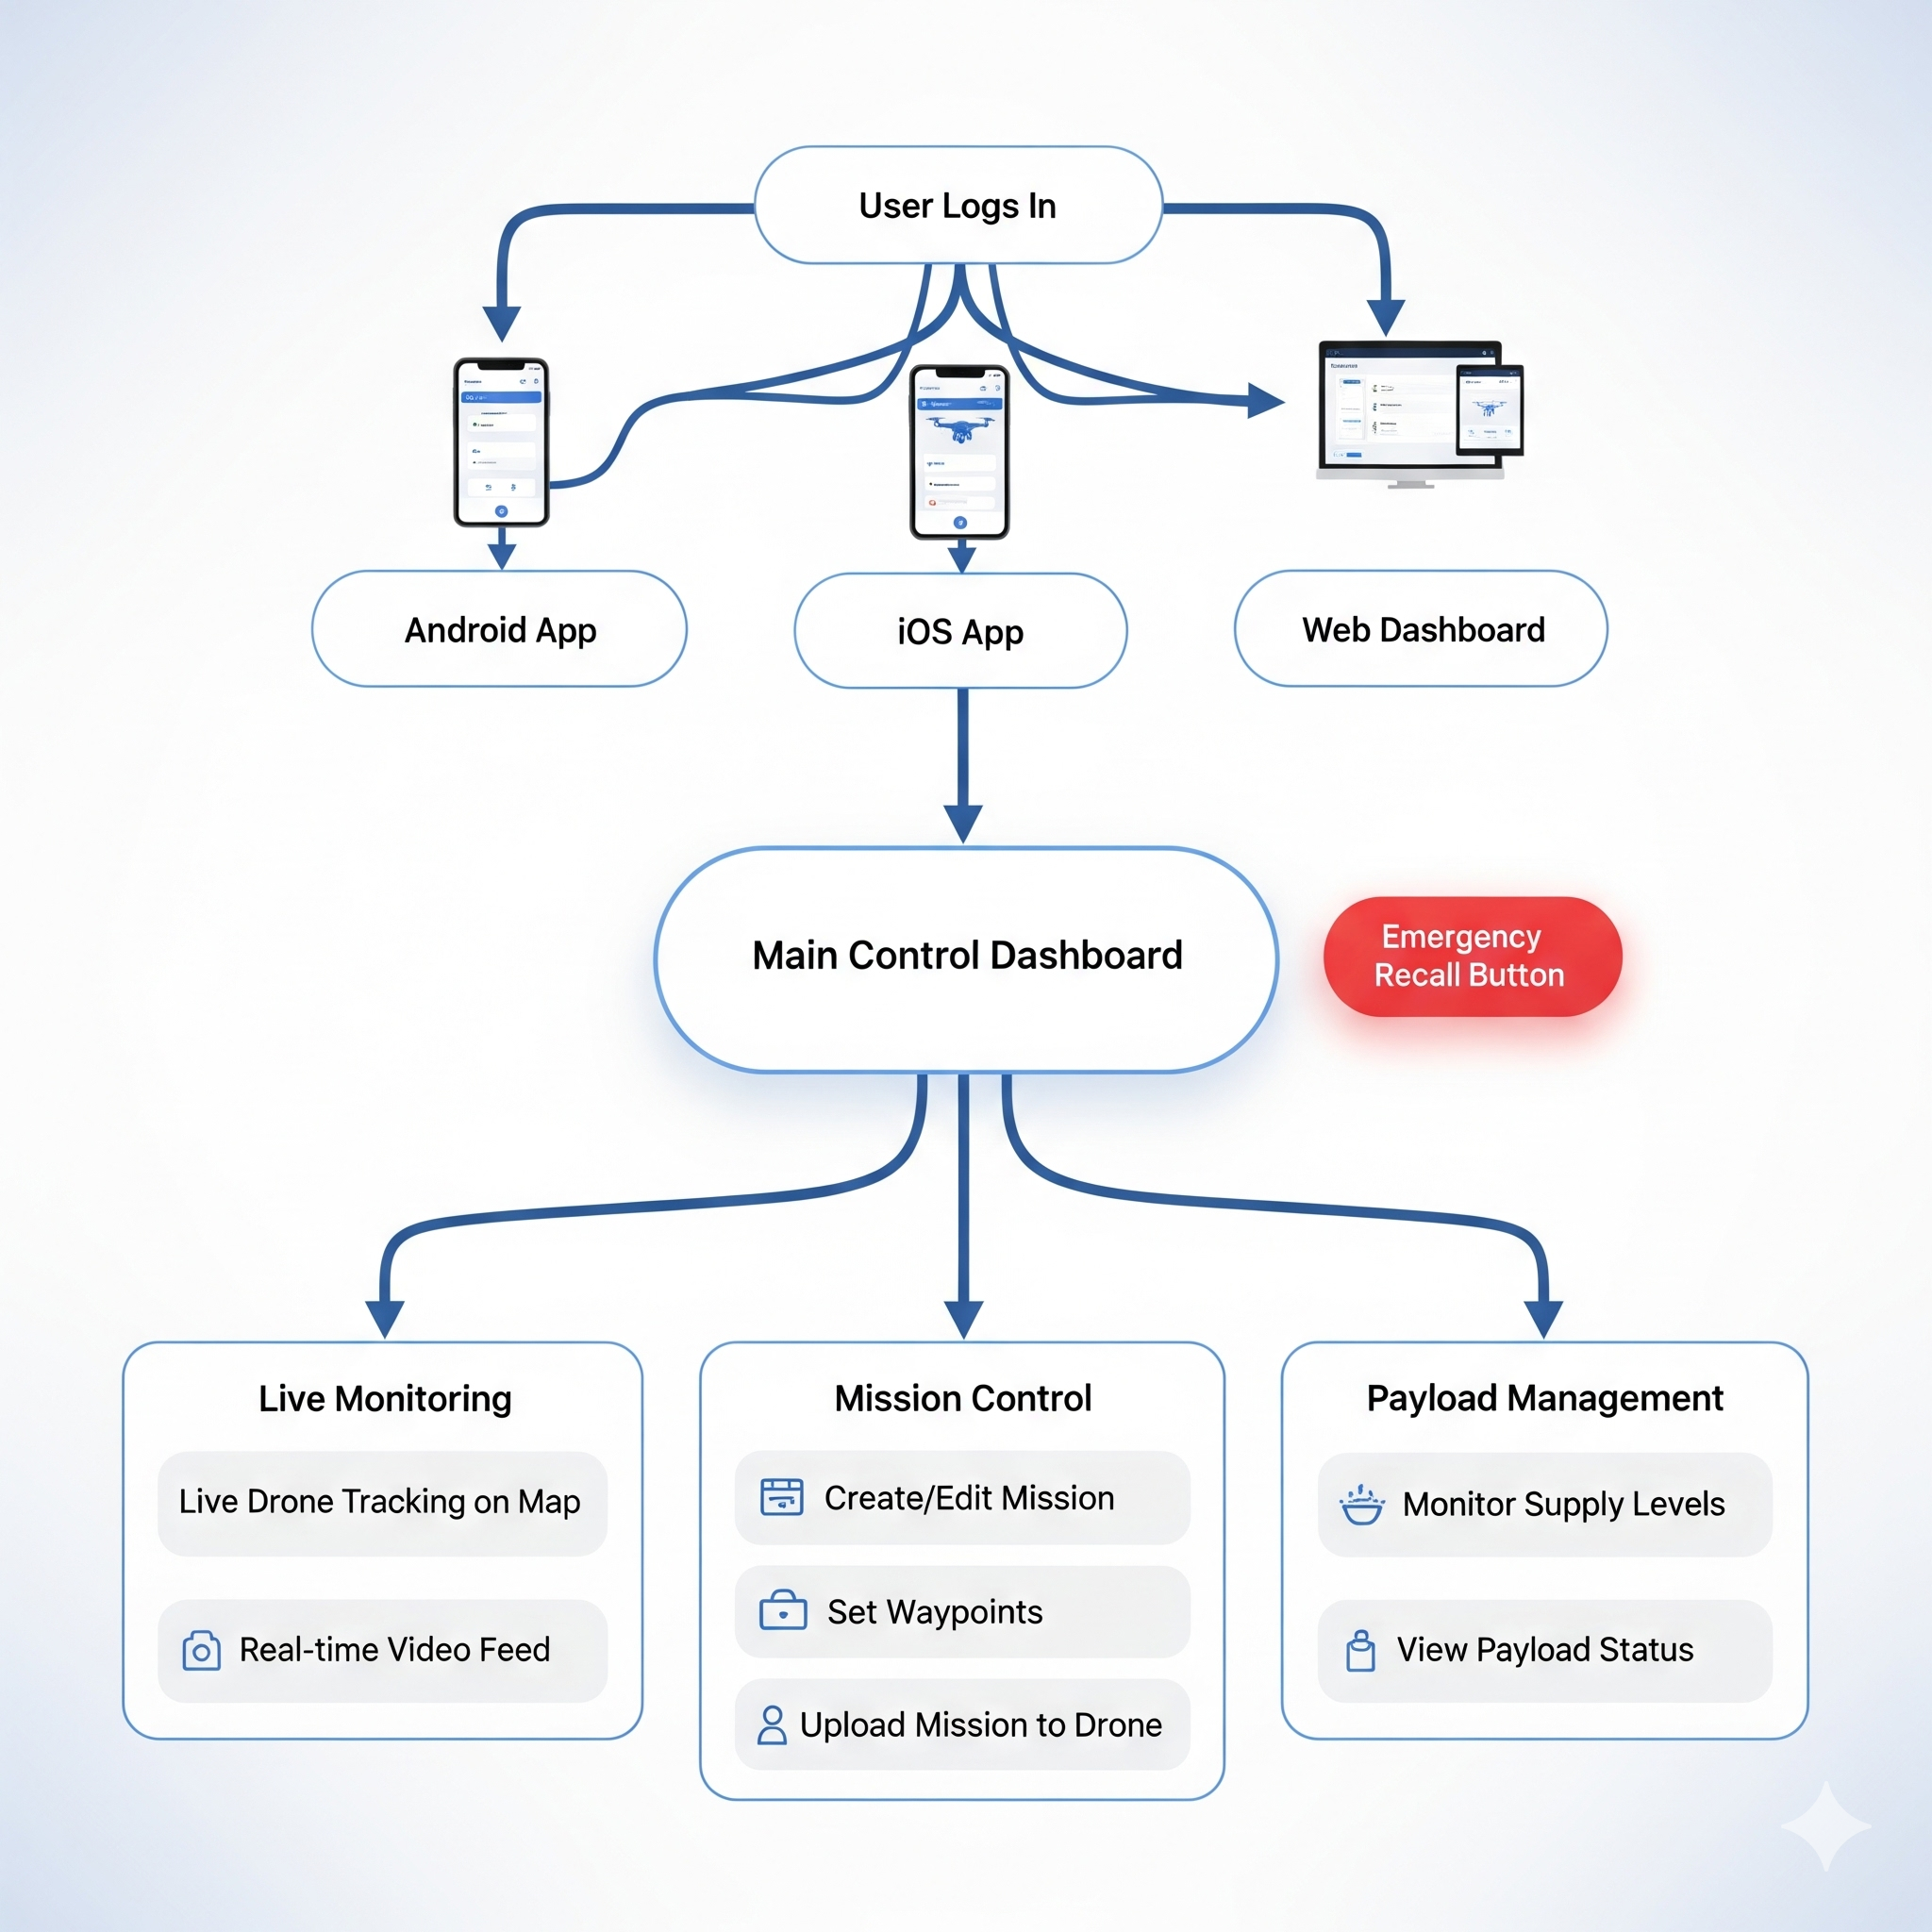 User Logs In
Android App
iOS App
Web Dashboard
Main Control Dashboard
Emergency
Recall Button
Live Monitoring
Live Drone Tracking on Map
Real-time Video Feed
Mission Control
Create/Edit Mission
Set Waypoints
Upload Mission to Drone
Payload Management
Monitor Supply Levels
View Payload Status